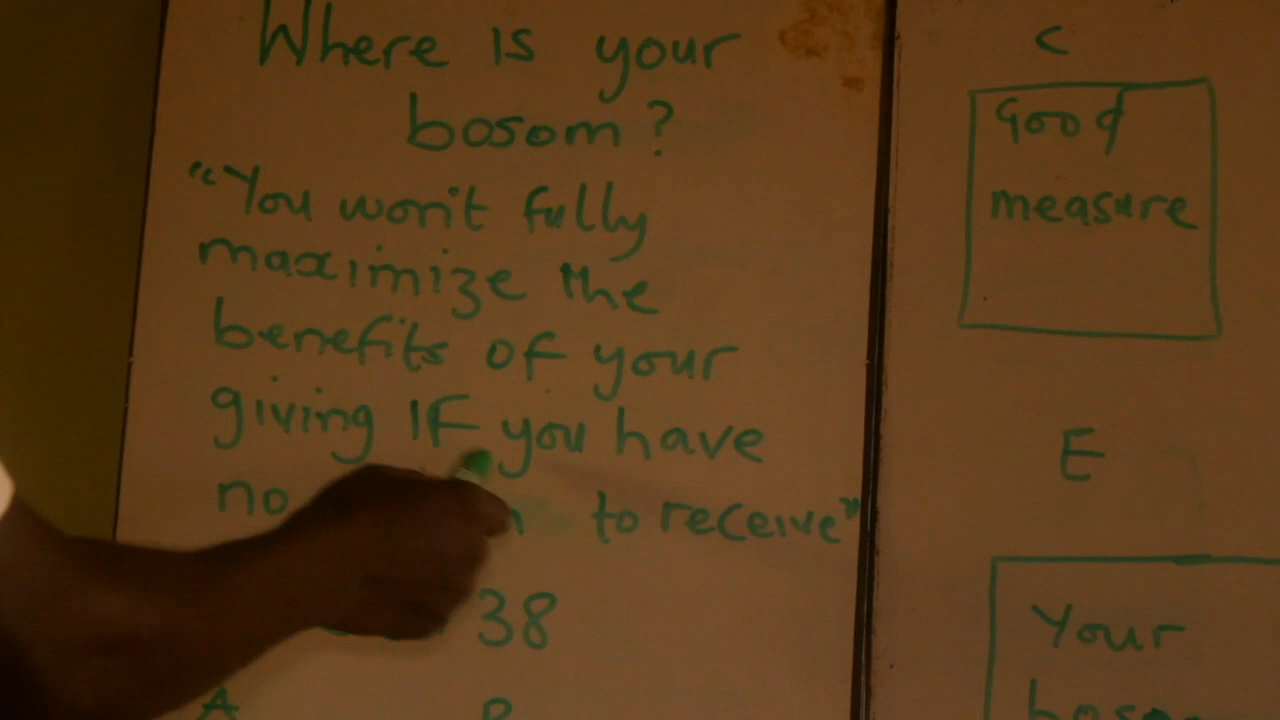 Where is your
bosom?
"You won't fully
maximize the
benefits of your
giving IF you have
no to receive"
38
A B
C
Good
measure
E
Your
bosom